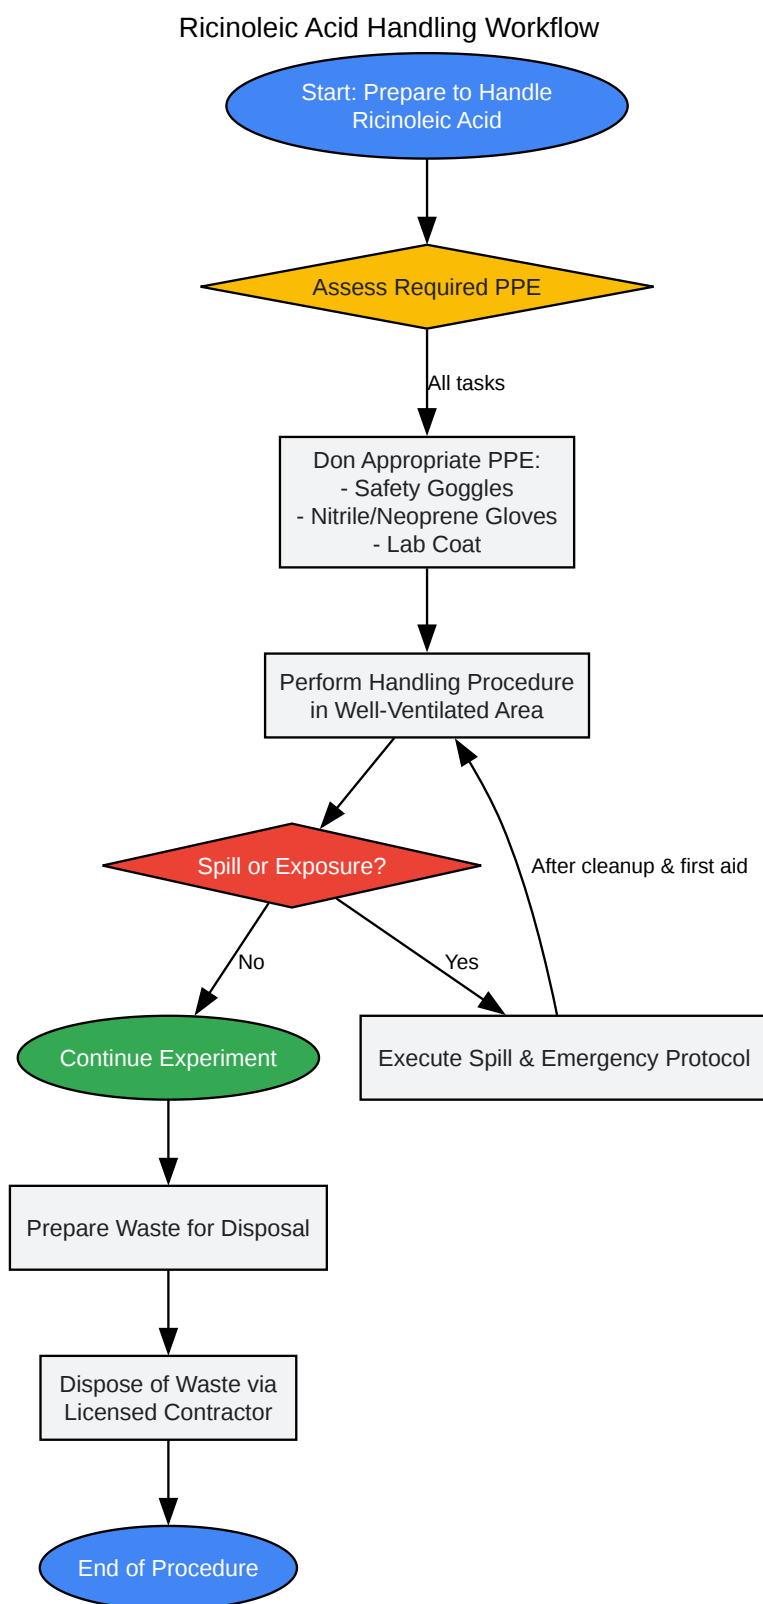 Ricinoleic Acid Handling Workflow
Start: Prepare to Handle
Ricinoleic Acid
Assess Required PPE
All tasks
Don Appropriate PPE:
- Safety Goggles
- Nitrile/Neoprene Gloves
- Lab Coat
Perform Handling Procedure
in Well-Ventilated Area
Spill or Exposure?
After cleanup & first aid
No
Yes
Continue Experiment
Execute Spill & Emergency Protocol
Prepare Waste for Disposal
Dispose of Waste via
Licensed Contractor
End of Procedure